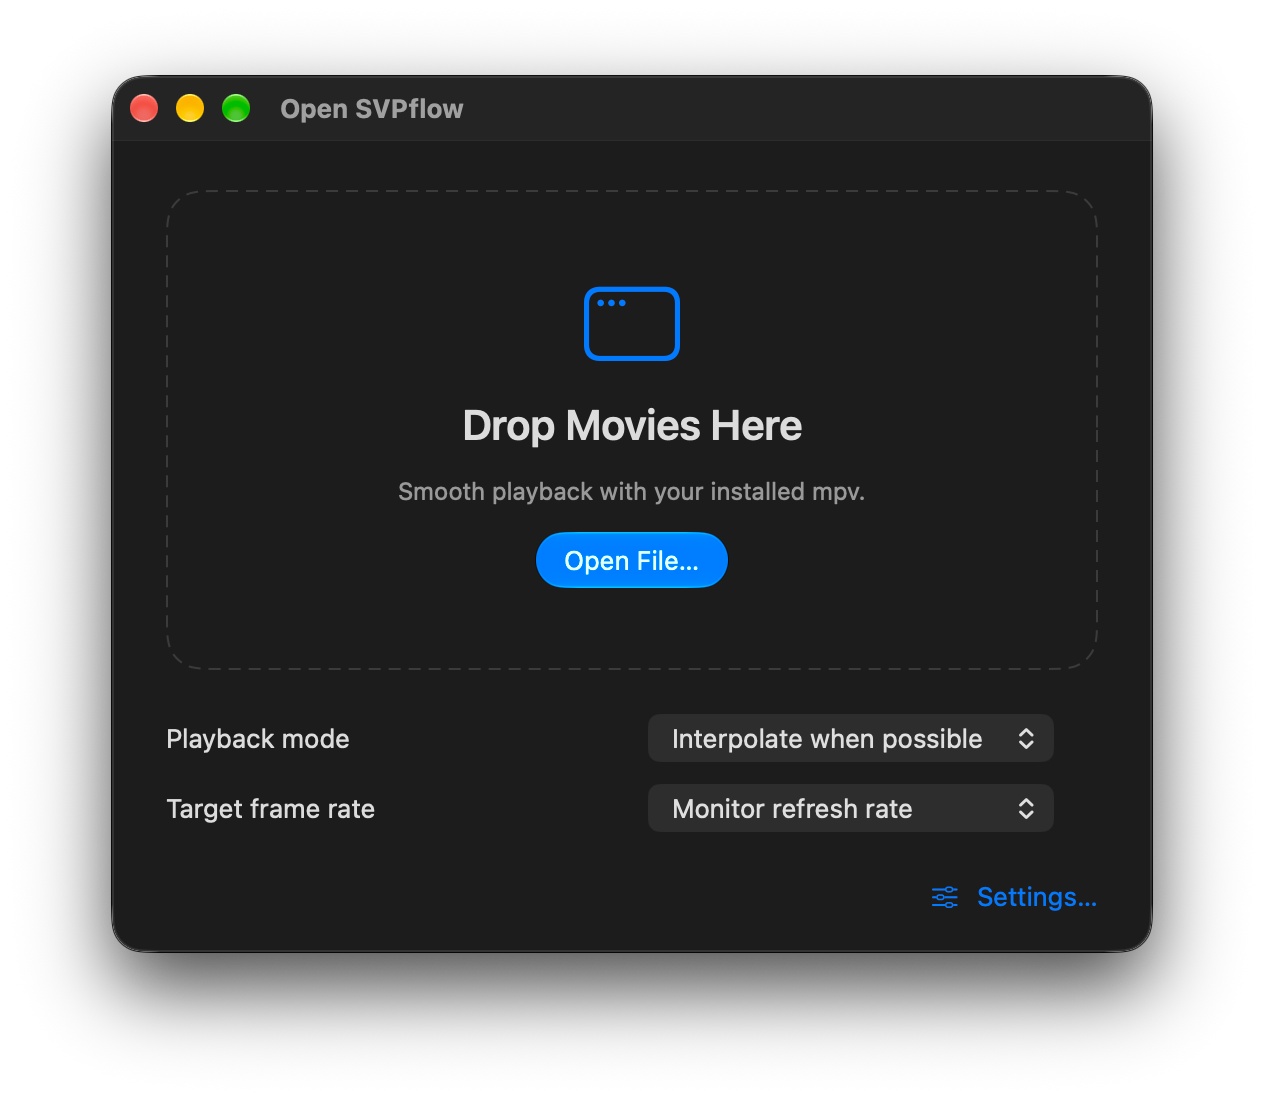 Open SVPflow
Drop Movies Here
Smooth playback with your installed mpv.
Open File...
Playback mode
Interpolate when possible
Target frame rate
Monitor refresh rate
Settings...